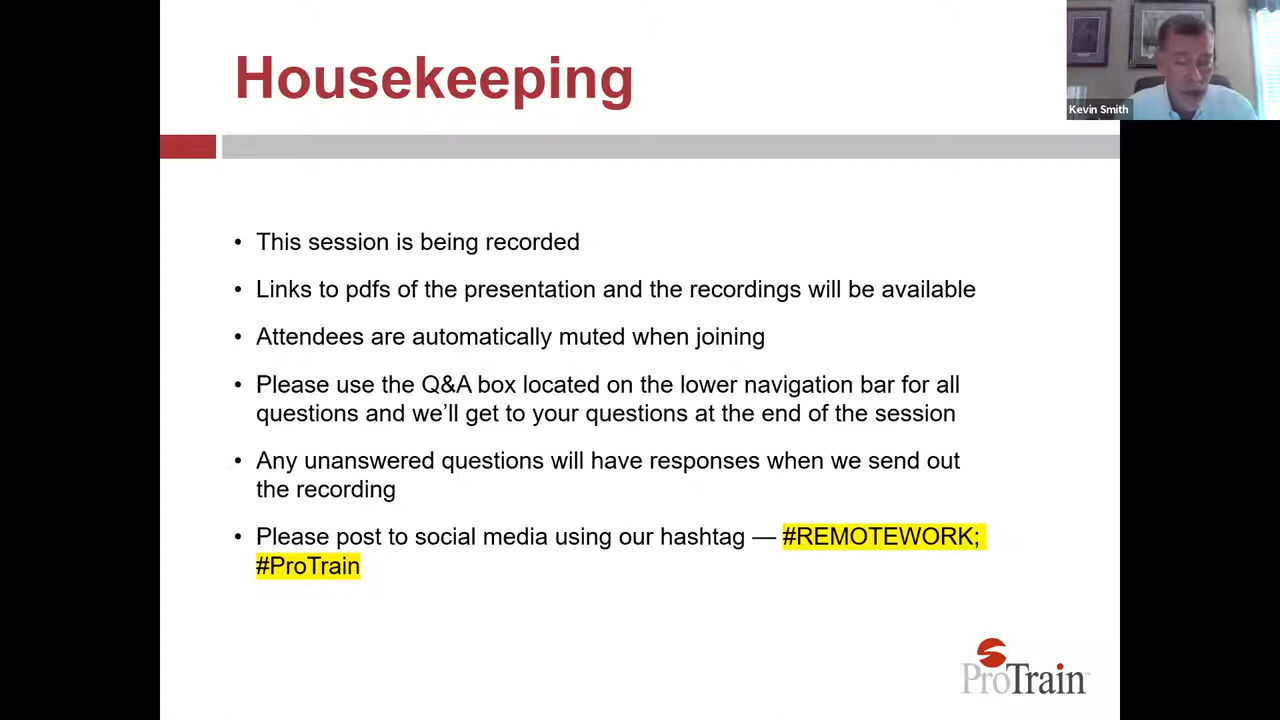 Housekeeping
Kevin Smith
• This session is being recorded
• Links to pdfs of the presentation and the recordings will be available
• Attendees are automatically muted when joining
• Please use the Q&A box located on the lower navigation bar for all
questions and we’ll get to your questions at the end of the session
• Any unanswered questions will have responses when we send out
the recording
• Please post to social media using our hashtag — #REMOTEWORK;
#ProTrain
ProTrain